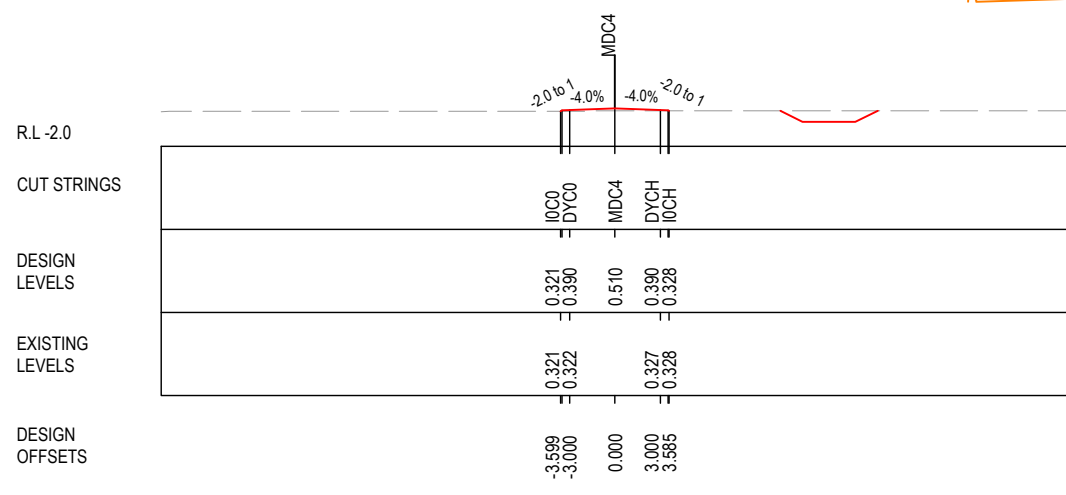 MDC4
-2.0 to 1
-4.0%
-4.0%
-2.0 to 1
R.L -2.0
CUT STRINGS
I0C0
DYC0
MDC4
DYCH
I0CH
DESIGN
LEVELS
0.321
0.390
0.510
0.390
0.328
EXISTING
LEVELS
0.321
0.322
0.327
0.328
DESIGN
OFFSETS
-3.599
-3.000
0.000
3.000
3.585